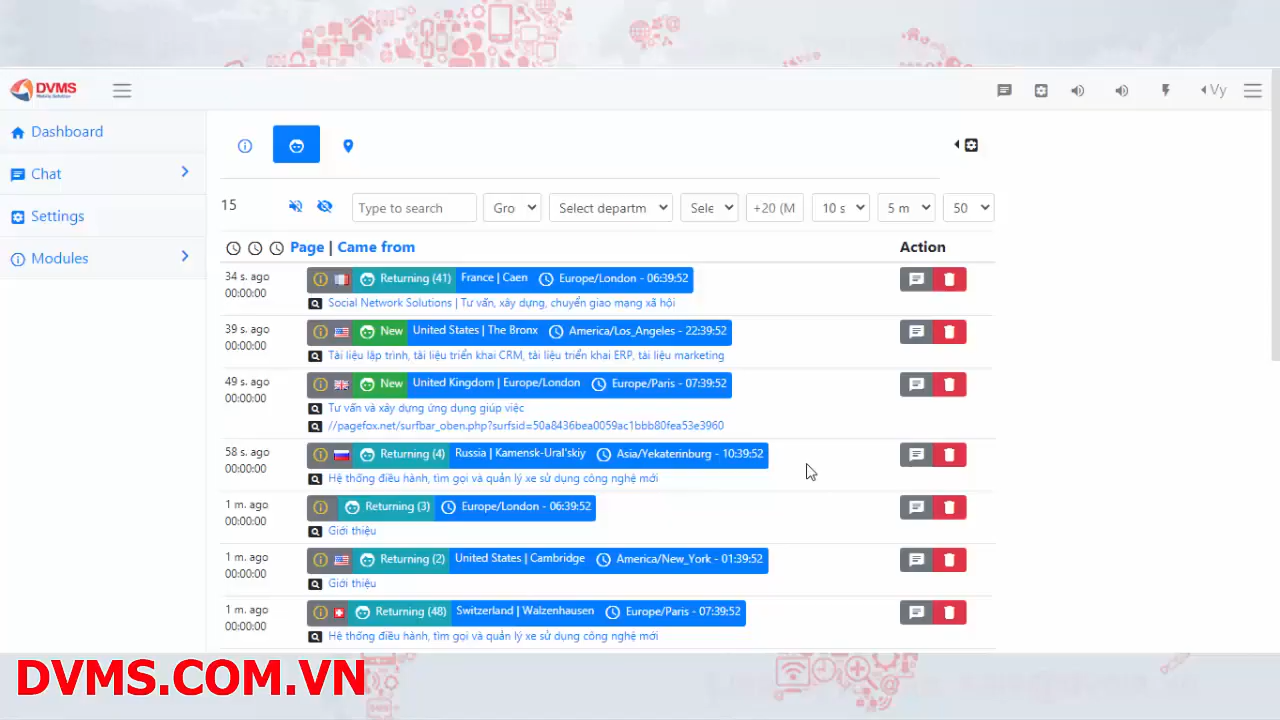 DVMS
Mobility Solution
Vy
Dashboard
Chat
Settings
Modules
15
Type to search
Gro
Select departm
Sele
+20 (M
10 s
5 m
50
Page | Came from
Action
34 s. ago
00:00:00
Returning (41) France | Caen Europe/London - 06:39:52
Social Network Solutions | Tư vấn, xây dựng, chuyển giao mạng xã hội
39 s. ago
00:00:00
New United States | The Bronx America/Los_Angeles - 22:39:52
Tài liệu lập trình, tài liệu triển khai CRM, tài liệu triển khai ERP, tài liệu marketing
49 s. ago
00:00:00
New United Kingdom | Europe/London Europe/Paris - 07:39:52
Tư vấn và xây dựng ứng dụng giúp việc
//pagefox.net/surfbar_oben.php?surfsid=50a8436bea0059ac1bbb80fea53e3960
58 s. ago
00:00:00
Returning (4) Russia | Kamensk-Ural'skiy Asia/Yekaterinburg - 10:39:52
Hệ thống điều hành, tìm gọi và quản lý xe sử dụng công nghệ mới
1 m. ago
00:00:00
Returning (3) Europe/London - 06:39:52
Giới thiệu
1 m. ago
00:00:00
Returning (2) United States | Cambridge America/New_York - 01:39:52
Giới thiệu
1 m. ago
00:00:00
Returning (48) Switzerland | Walzenhausen Europe/Paris - 07:39:52
Hệ thống điều hành, tìm gọi và quản lý xe sử dụng công nghệ mới
DVMS.COM.VN